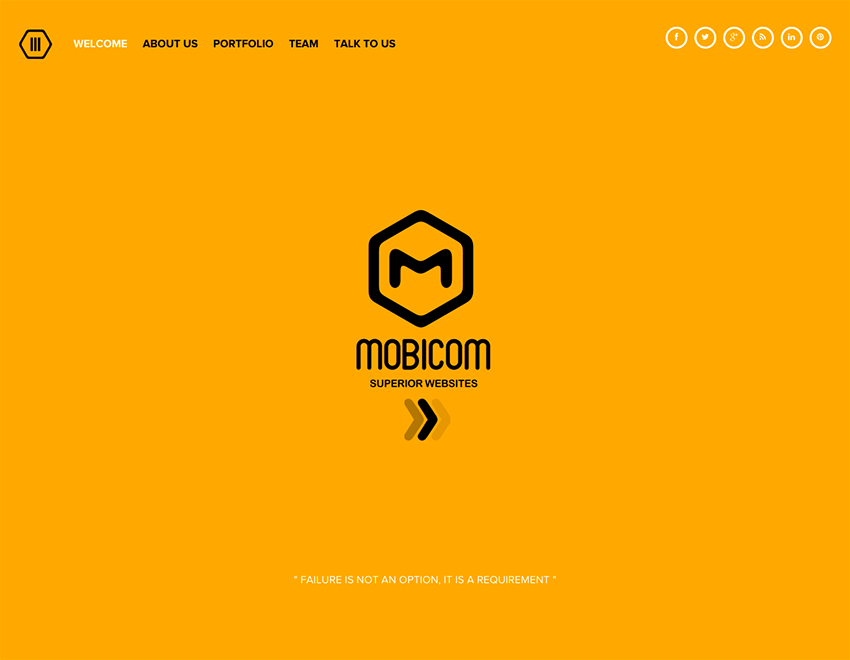 WELCOME ABOUT US PORTFOLIO TEAM TALK TO US
M
MOBICOM
SUPERIOR WEBSITES
" FAILURE IS NOT AN OPTION, IT IS A REQUIREMENT "